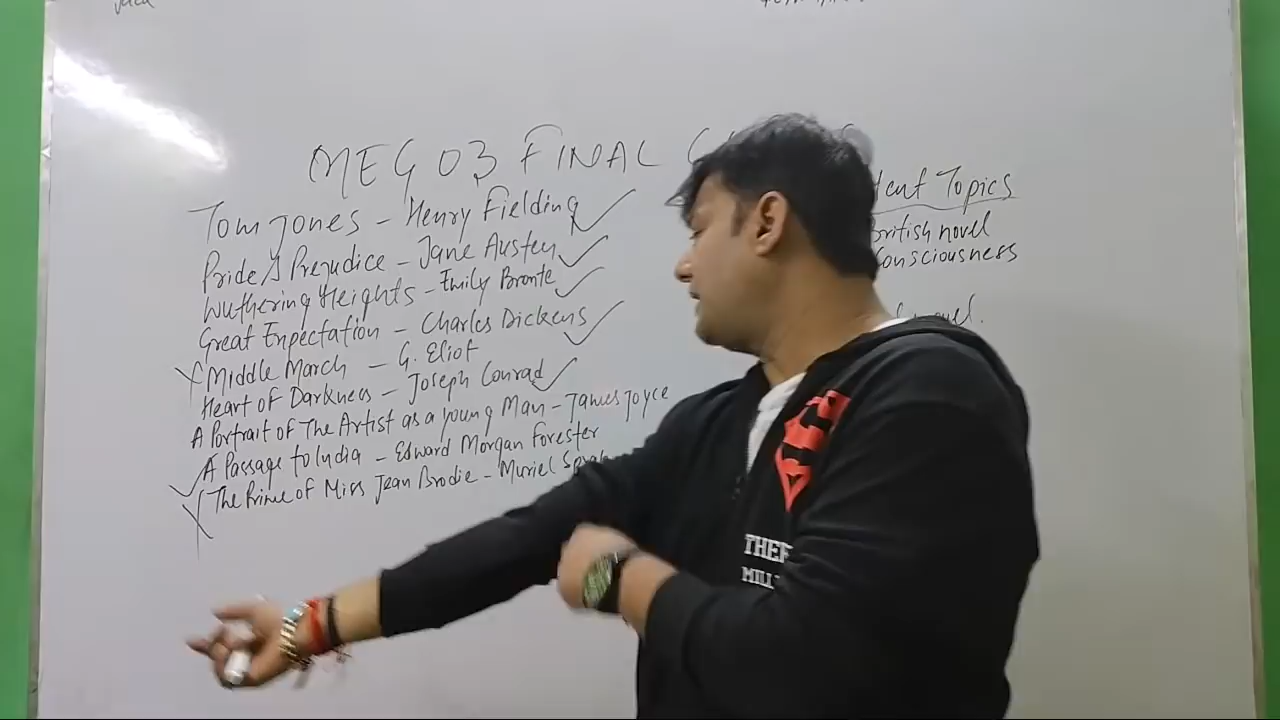 MEG 03 FINAL
Tom Jones - Henry Fielding
Pride & Prejudice - Jane Austen
Wuthering Heights - Emily Bronte
Great Enpectation - Charles Dickens
Middle March - G. Eliot
Heart of Darkness - Joseph Conrad
A Portrait of The Artist as a young Man - James Joyce
A Passage to India - Edward Morgan Forester
The Prime of Miss Jean Brodie - Muriel
Topics
British novel
consciousness
novel.